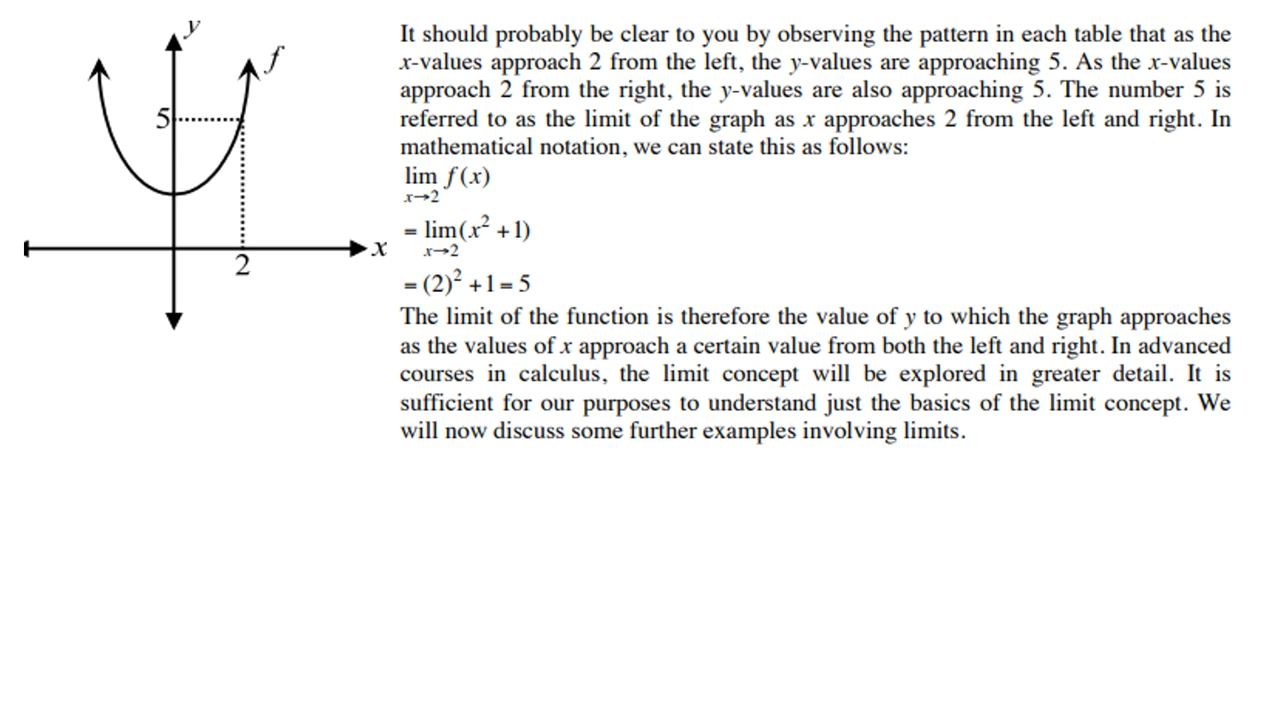 y
f
5
x
2
It should probably be clear to you by observing the pattern in each table that as the
x-values approach 2 from the left, the y-values are approaching 5. As the x-values
approach 2 from the right, the y-values are also approaching 5. The number 5 is
referred to as the limit of the graph as x approaches 2 from the left and right. In
mathematical notation, we can state this as follows:
lim f(x)
x→2
= lim(x² + 1)
x→2
= (2)² + 1 = 5
The limit of the function is therefore the value of y to which the graph approaches
as the values of x approach a certain value from both the left and right. In advanced
courses in calculus, the limit concept will be explored in greater detail. It is
sufficient for our purposes to understand just the basics of the limit concept. We
will now discuss some further examples involving limits.